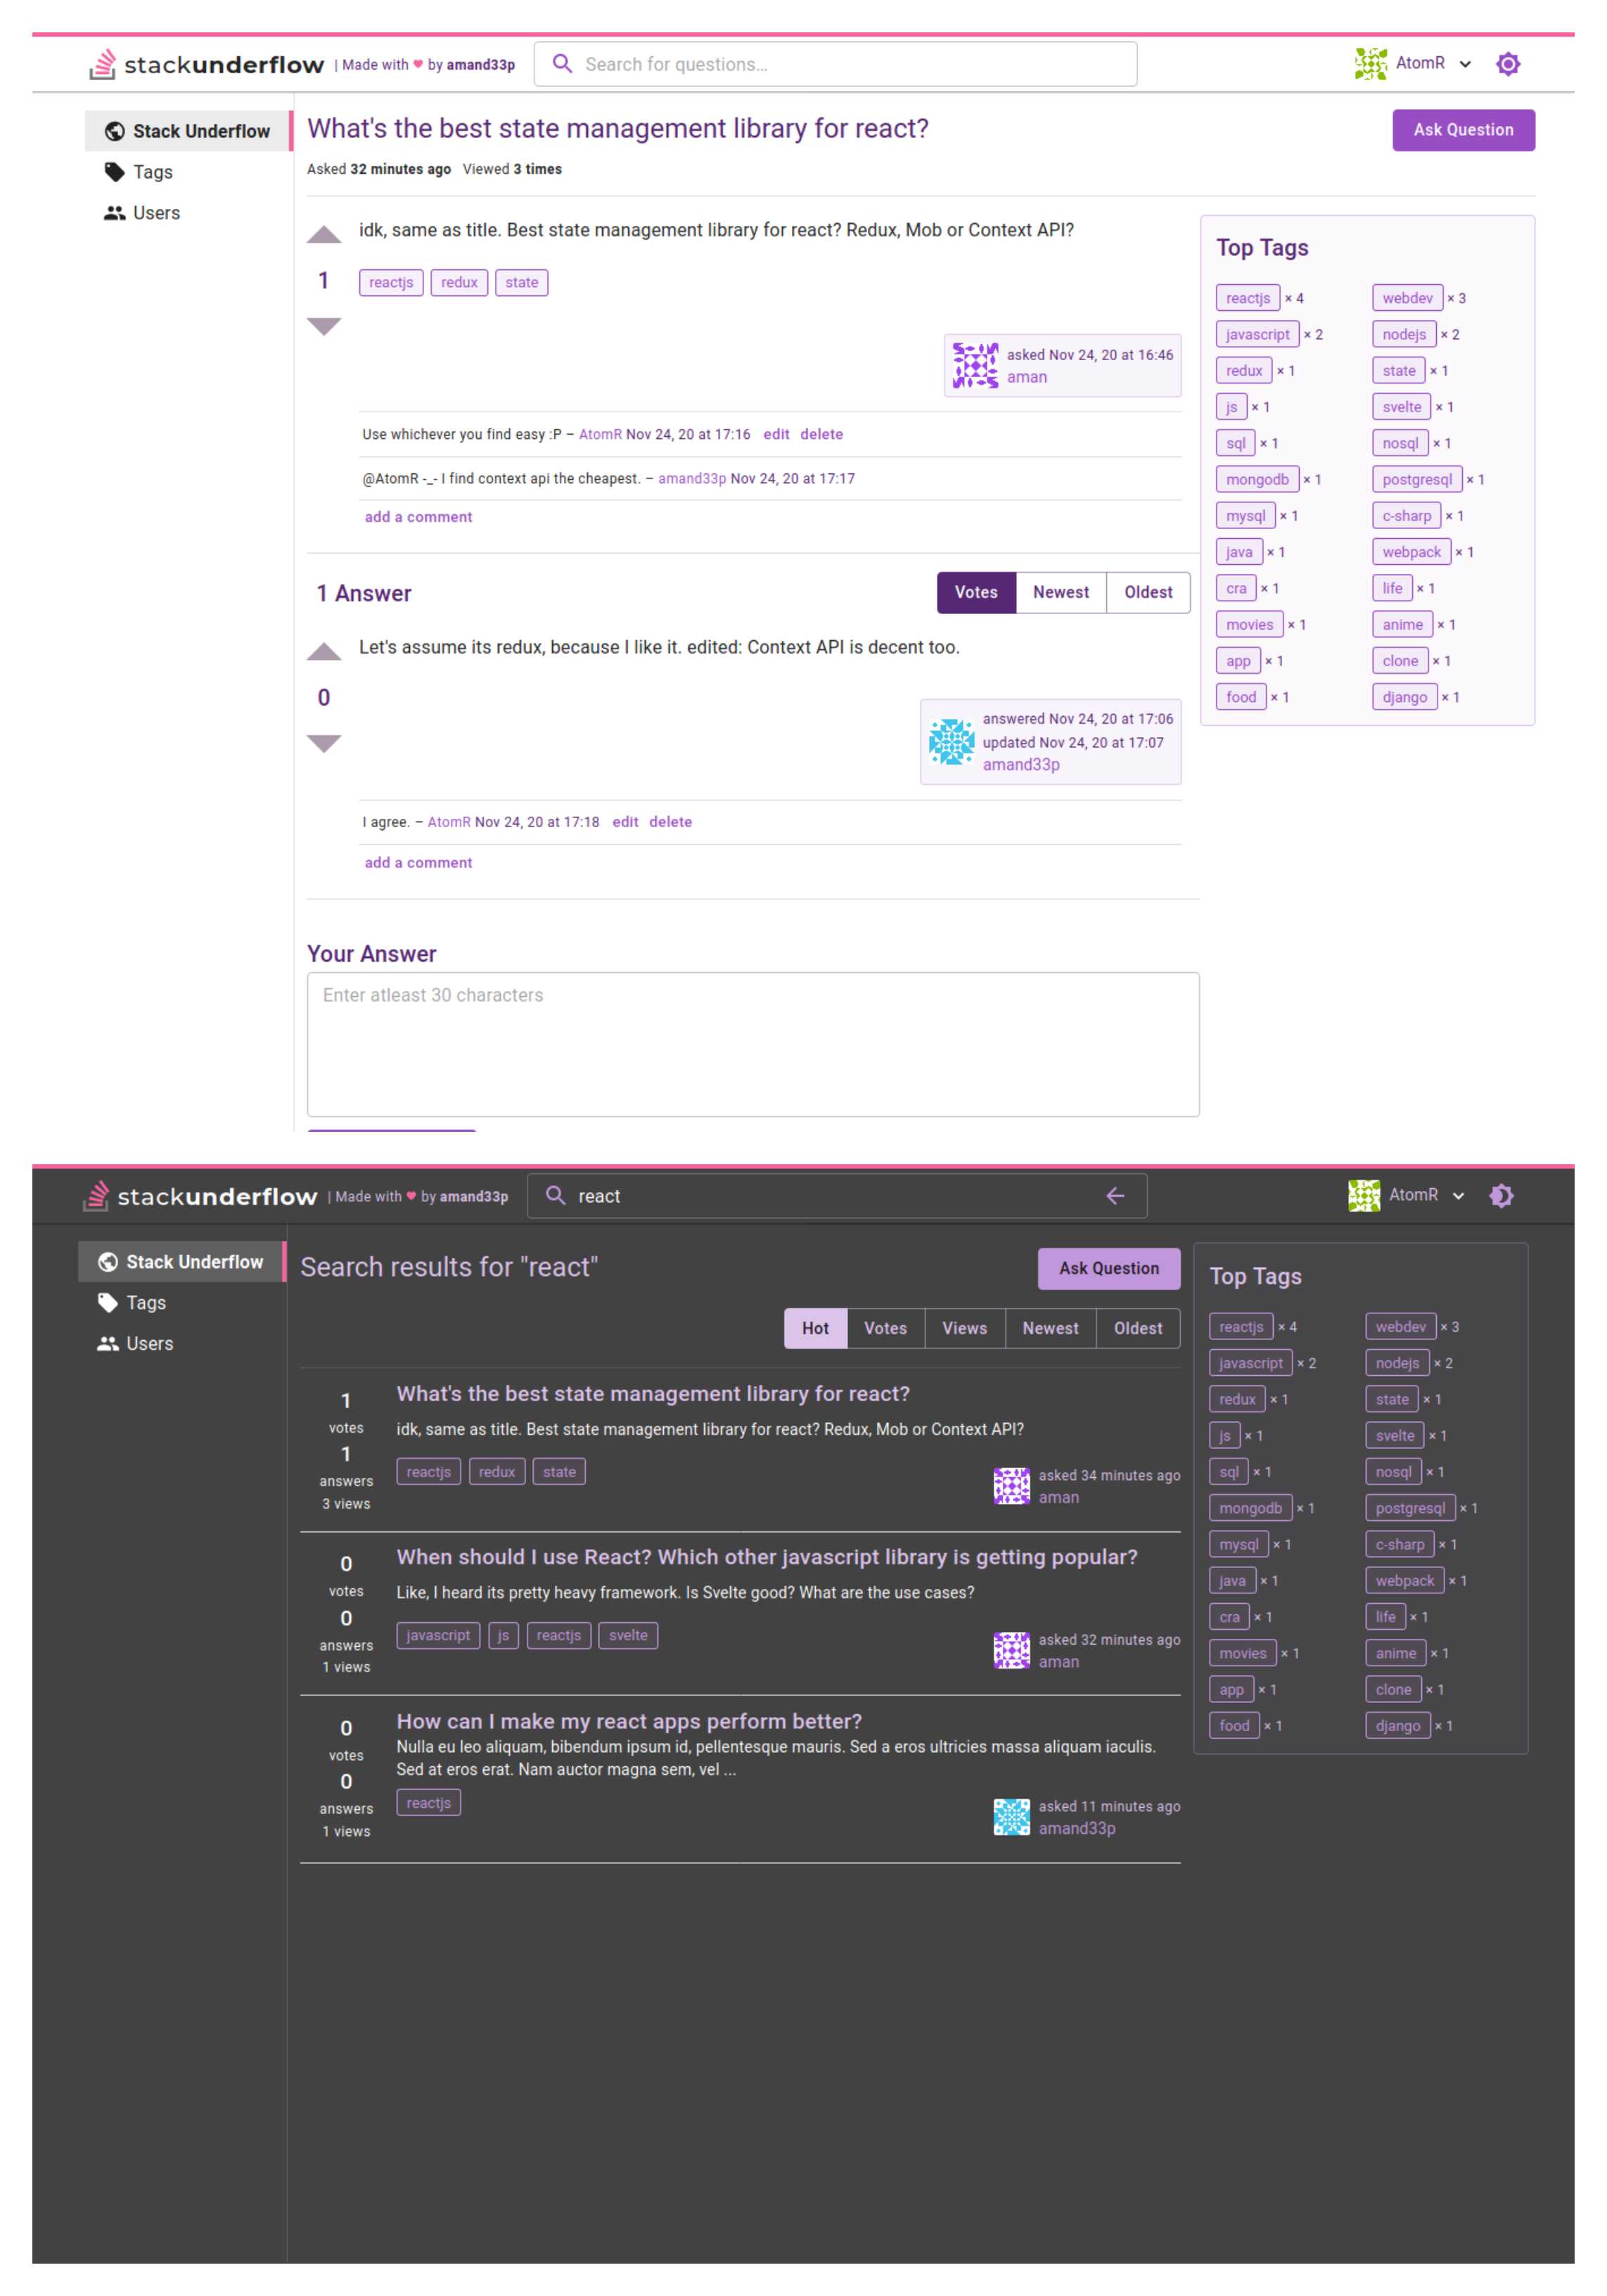 stackunderflow | Made with ♥ by amand33p
Search for questions...
AtomR
Stack Underflow
Tags
Users
What's the best state management library for react?
Ask Question
Asked 32 minutes ago Viewed 3 times
idk, same as title. Best state management library for react? Redux, Mob or Context API?
1
reactjs redux state
asked Nov 24, 20 at 16:46
aman
Use whichever you find easy :P – AtomR Nov 24, 20 at 17:16 edit delete
@AtomR -_- I find context api the cheapest. – amand33p Nov 24, 20 at 17:17
add a comment
1 Answer
Votes Newest Oldest
Let's assume its redux, because I like it. edited: Context API is decent too.
0
answered Nov 24, 20 at 17:06
updated Nov 24, 20 at 17:07
amand33p
I agree. – AtomR Nov 24, 20 at 17:18 edit delete
add a comment
Your Answer
Enter atleast 30 characters
Top Tags
reactjs × 4 webdev × 3
javascript × 2 nodejs × 2
redux × 1 state × 1
js × 1 svelte × 1
sql × 1 nosql × 1
mongodb × 1 postgresql × 1
mysql × 1 c-sharp × 1
java × 1 webpack × 1
cra × 1 life × 1
movies × 1 anime × 1
app × 1 clone × 1
food × 1 django × 1
stackunderflow | Made with ♥ by amand33p
react
AtomR
Stack Underflow
Tags
Users
Search results for "react"
Ask Question
Hot Votes Views Newest Oldest
1
votes
1
answers
3 views
What's the best state management library for react?
idk, same as title. Best state management library for react? Redux, Mob or Context API?
reactjs redux state
asked 34 minutes ago
aman
0
votes
0
answers
1 views
When should I use React? Which other javascript library is getting popular?
Like, I heard its pretty heavy framework. Is Svelte good? What are the use cases?
javascript js reactjs svelte
asked 32 minutes ago
aman
0
votes
0
answers
1 views
How can I make my react apps perform better?
Nulla eu leo aliquam, bibendum ipsum id, pellentesque mauris. Sed a eros ultricies massa aliquam iaculis.
Sed at eros erat. Nam auctor magna sem, vel ...
reactjs
asked 11 minutes ago
amand33p
Top Tags
reactjs × 4 webdev × 3
javascript × 2 nodejs × 2
redux × 1 state × 1
js × 1 svelte × 1
sql × 1 nosql × 1
mongodb × 1 postgresql × 1
mysql × 1 c-sharp × 1
java × 1 webpack × 1
cra × 1 life × 1
movies × 1 anime × 1
app × 1 clone × 1
food × 1 django × 1